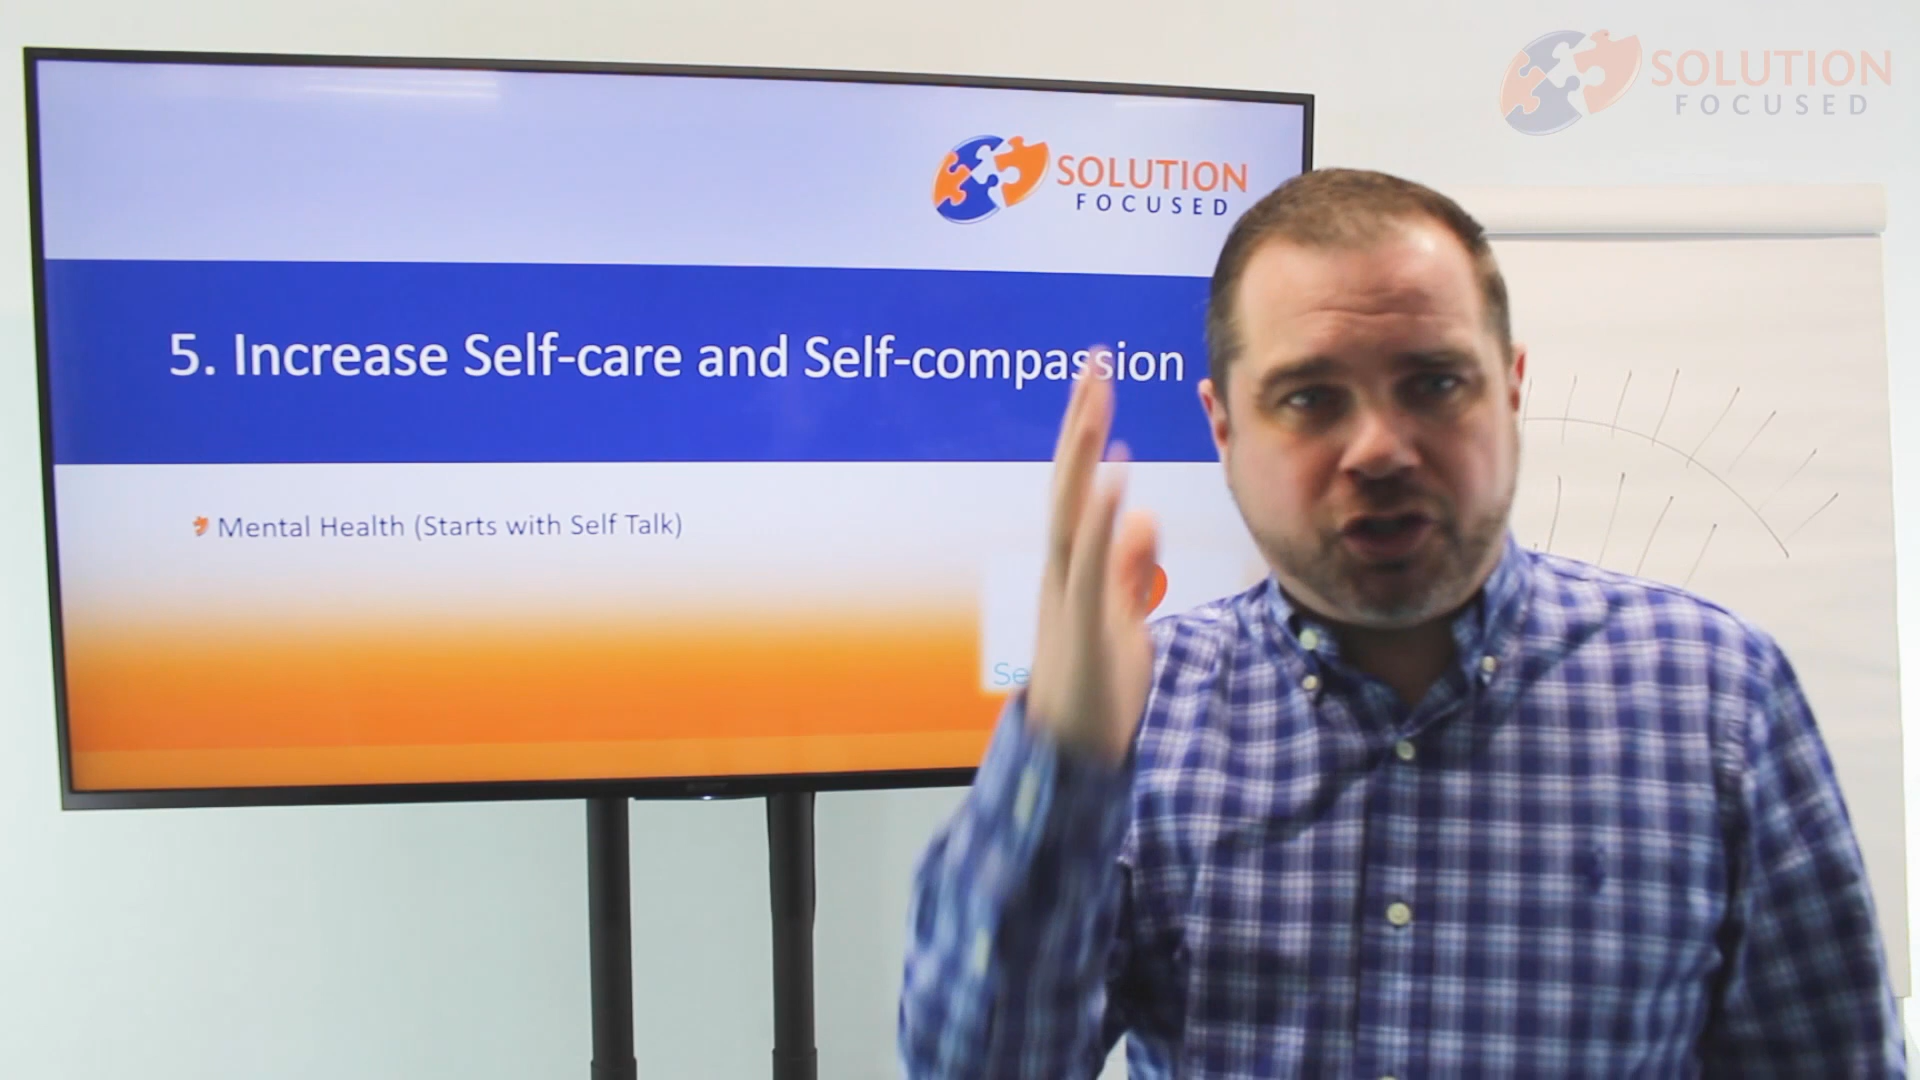 SOLUTION
FOCUSED
SOLUTION
FOCUSED
5. Increase Self-care and Self-compassion
Mental Health (Starts with Self Talk)